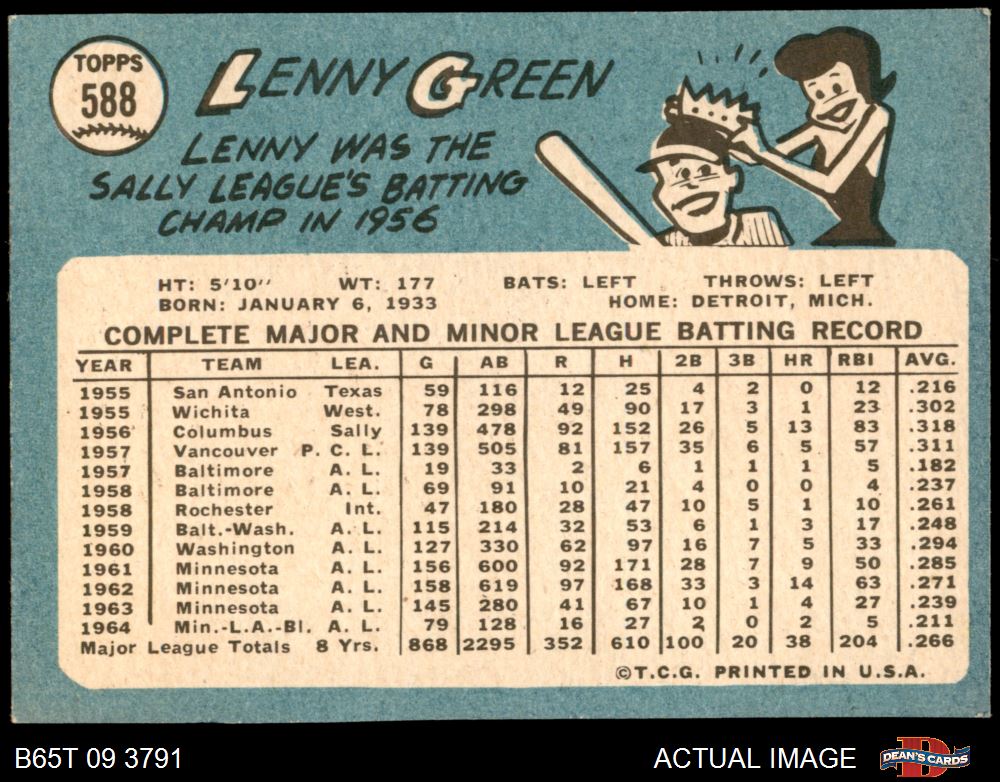 TOPPS
588
LENNY GREEN
LENNY WAS THE
SALLY LEAGUE'S BATTING
CHAMP IN 1956
HT: 5'10" WT: 177 BATS: LEFT THROWS: LEFT
BORN: JANUARY 6, 1933 HOME: DETROIT, MICH.
COMPLETE MAJOR AND MINOR LEAGUE BATTING RECORD
YEAR TEAM LEA. G AB R H 2B 3B HR RBI AVG.
1955 San Antonio Texas 59 116 12 25 4 2 0 12 .216
1955 Wichita West. 78 298 49 90 17 3 1 23 .302
1956 Columbus Sally 139 478 92 152 26 5 13 83 .318
1957 Vancouver P. C. L. 139 505 81 157 35 6 5 57 .311
1957 Baltimore A. L. 19 33 2 6 1 1 1 5 .182
1958 Baltimore A. L. 69 91 10 21 4 0 0 4 .237
1958 Rochester Int. 47 180 28 47 10 5 1 10 .261
1959 Balt.-Wash. A. L. 115 214 32 53 6 1 3 17 .248
1960 Washington A. L. 127 330 62 97 16 7 5 33 .294
1961 Minnesota A. L. 156 600 92 171 28 7 9 50 .285
1962 Minnesota A. L. 158 619 97 168 33 3 14 63 .271
1963 Minnesota A. L. 145 280 41 67 10 1 4 27 .239
1964 Min.-L.A.-Bl. A. L. 79 128 16 27 2 0 2 5 .211
Major League Totals 8 Yrs. 868 2295 352 610 100 20 38 204 .266
©T.C.G. PRINTED IN U.S.A.
B65T 09 3791 ACTUAL IMAGE DEAN'S CARDS